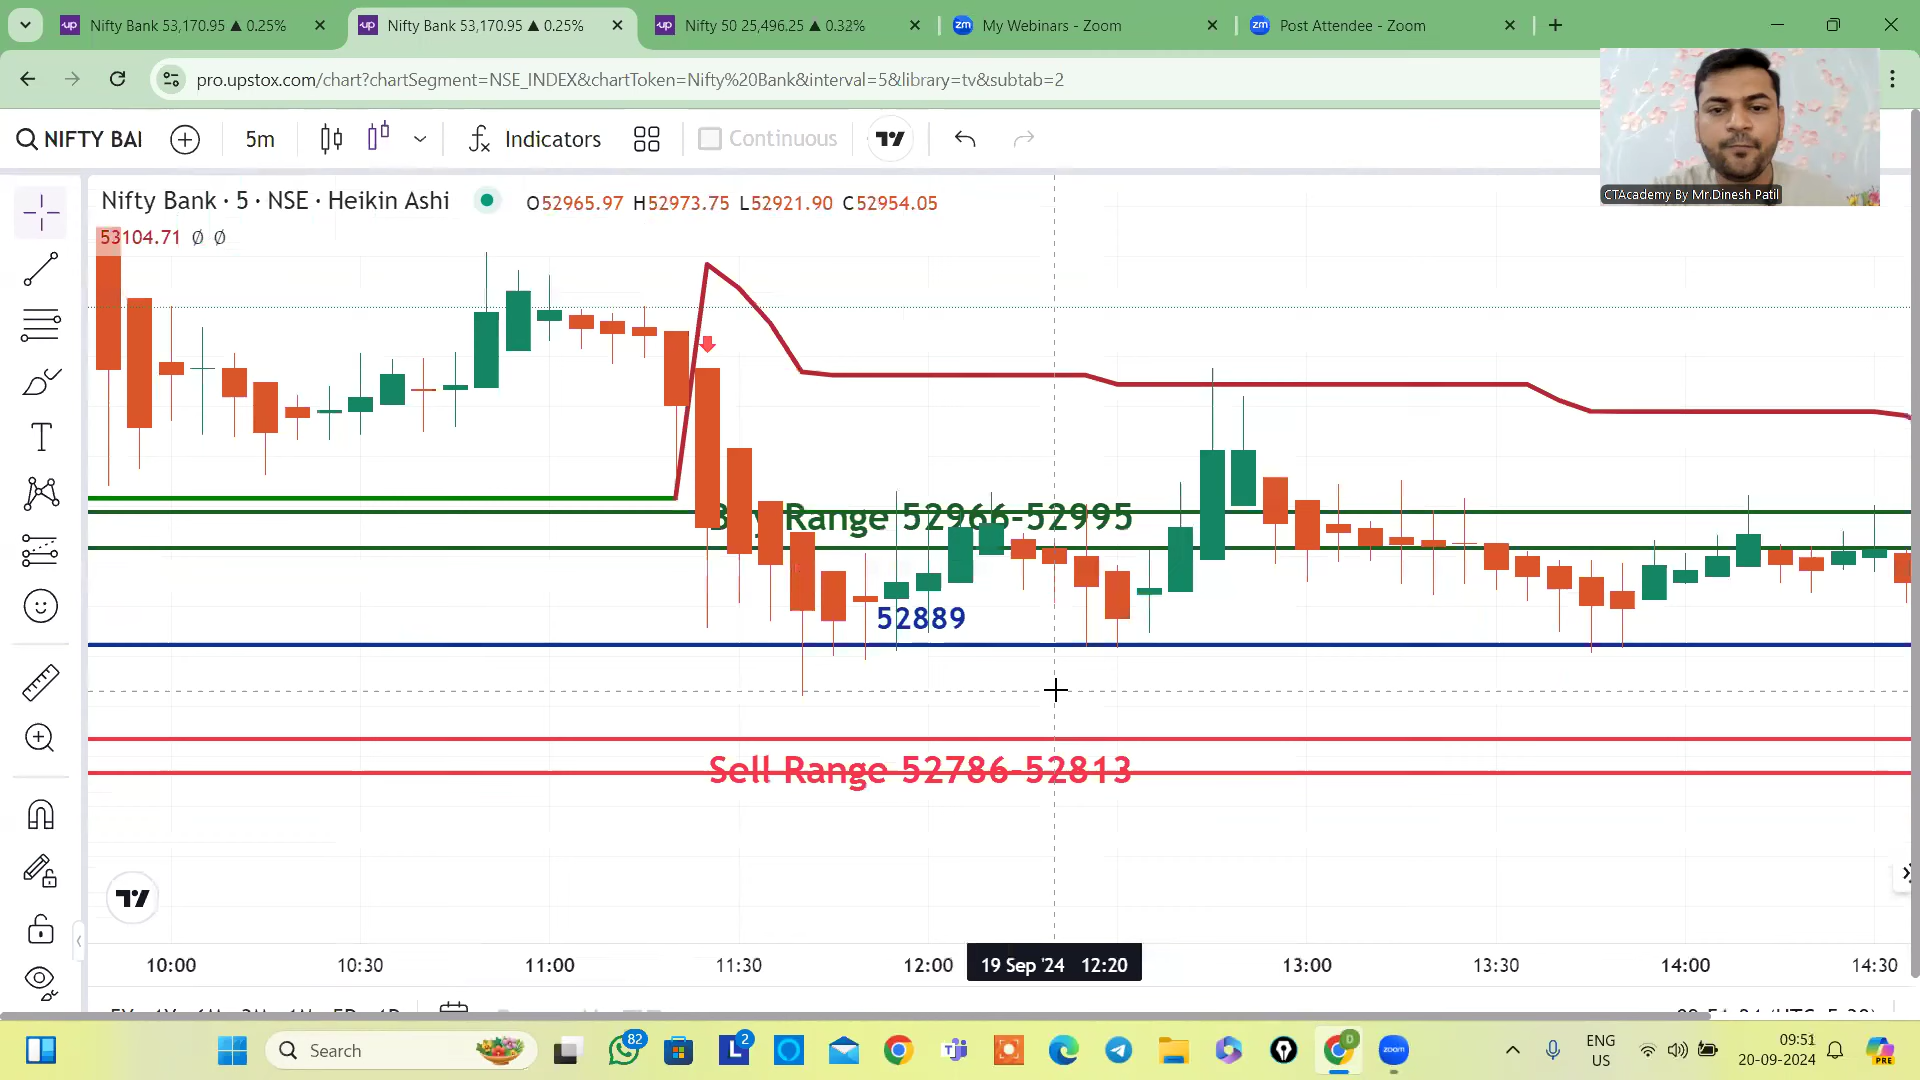 Nifty Bank 53,170.95 ▲ 0.25%
Nifty Bank 53,170.95 ▲ 0.25%
Nifty 50 25,496.25 ▲ 0.32%
My Webinars - Zoom
Post Attendee - Zoom
pro.upstox.com/chart?chartSegment=NSE_INDEX&chartToken=Nifty%20Bank&interval=5&library=tv&subtab=2
NIFTY BAI
5m
Indicators
Continuous
CTAcademy By Mr.Dinesh Patil
Nifty Bank · 5 · NSE · Heikin Ashi
O52965.97 H52973.75 L52921.90 C52954.05
53104.71 Ø Ø
Buy Range 52966-52995
52889
Sell Range 52786-52813
10:00
10:30
11:00
11:30
12:00
19 Sep '24 12:20
13:00
13:30
14:00
14:30
Search
82
2
zoom
D
ENG
US
09:51
20-09-2024
PRE